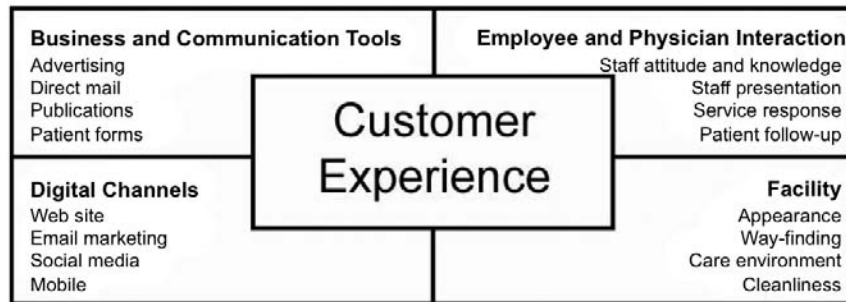 Business and Communication Tools
Advertising
Direct mail
Publications
Patient forms
Employee and Physician Interaction
Staff attitude and knowledge
Staff presentation
Service response
Patient follow-up
Customer
Experience
Digital Channels
Web site
Email marketing
Social media
Mobile
Facility
Appearance
Way-finding
Care environment
Cleanliness